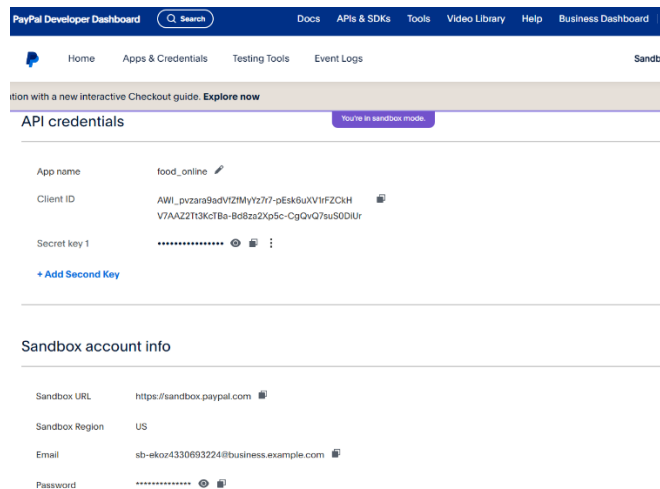 PayPal Developer Dashboard Search Docs APIs & SDKs Tools Video Library Help Business Dashboard
Home Apps & Credentials Testing Tools Event Logs Sandb
tion with a new interactive Checkout guide. Explore now
You're in sandbox mode.
API credentials
App name food_online
Client ID AWI_pvzara9adVfZfMyYz7r7-pEsk6uXV1rFZCkH
V7AAZ2Tt3KcTBa-Bd8za2Xp5c-CgQvQ7suS0DiUr
Secret key 1 ••••••••••••••••
+ Add Second Key
Sandbox account info
Sandbox URL https://sandbox.paypal.com
Sandbox Region US
Email sb-ekoz4330693224@business.example.com
Password ••••••••••••••